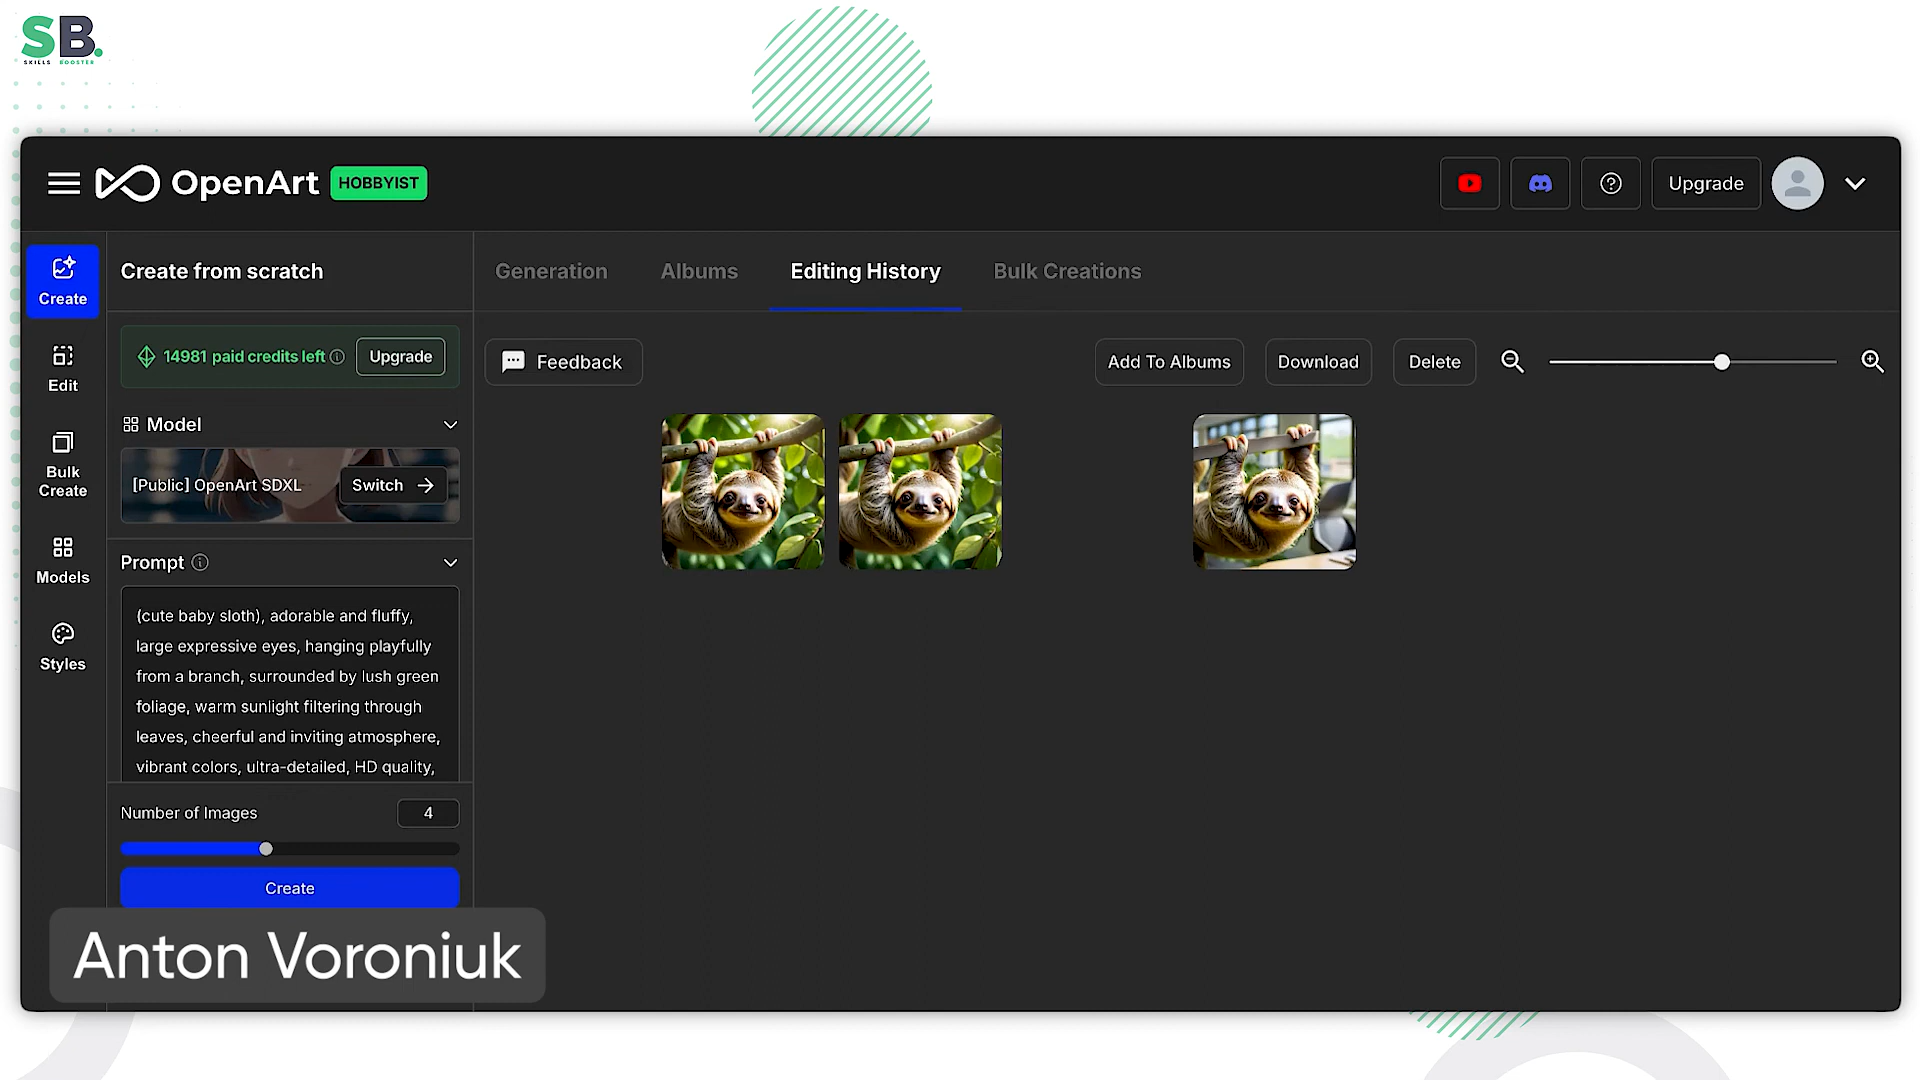 SB.
SKILLS BOOSTER
OpenArt
HOBBYIST
Upgrade
Create
Edit
Bulk
Create
Models
Styles
Create from scratch
14981 paid credits left
Upgrade
Model
[Public] OpenArt SDXL
Switch
Prompt
(cute baby sloth), adorable and fluffy,
large expressive eyes, hanging playfully
from a branch, surrounded by lush green
foliage, warm sunlight filtering through
leaves, cheerful and inviting atmosphere,
vibrant colors, ultra-detailed, HD quality,
Number of Images
4
Create
Generation
Albums
Editing History
Bulk Creations
Feedback
Add To Albums
Download
Delete
Anton Voroniuk